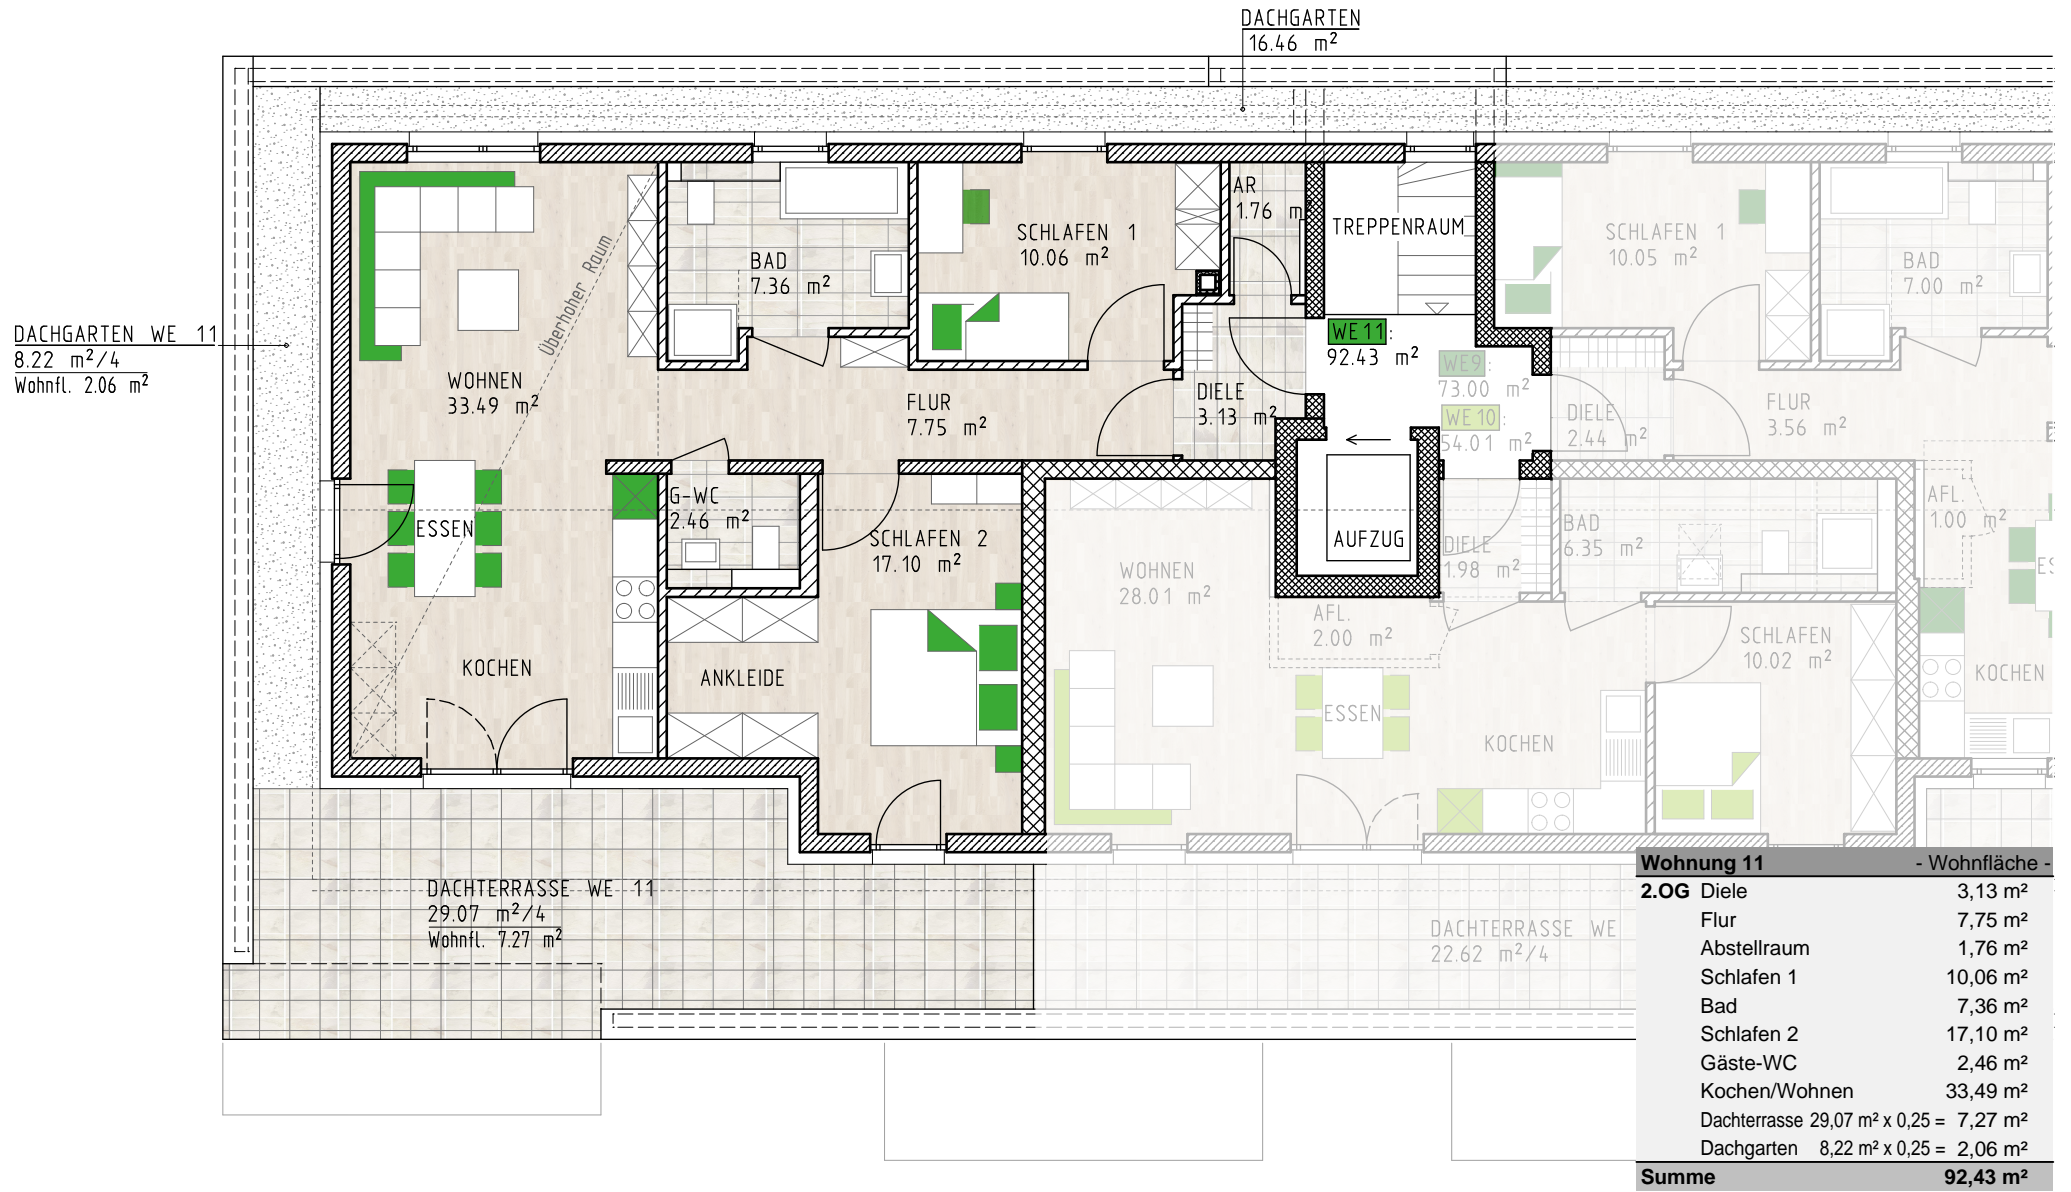 DACHGARTEN
16.46 m²
DACHGARTEN WE 11
8.22 m²/4
Wohnfl. 2.06 m²
Überhoher Raum
WOHNEN
33.49 m²
BAD
7.36 m²
SCHLAFEN 1
10.06 m²
AR
1.76 m
TREPPENRAUM
WE 11:
92.43 m²
WE9:
73.00 m²
WE 10:
54.01 m²
SCHLAFEN 1
10.05 m²
BAD
7.00 m²
FLUR
7.75 m²
DIELE
3.13 m²
DIELE
2.44 m²
FLUR
3.56 m²
ESSEN
G-WC
2.46 m²
SCHLAFEN 2
17.10 m²
AUFZUG
DIELE
1.98 m²
BAD
6.35 m²
AFL.
1.00 m²
ES
WOHNEN
28.01 m²
AFL.
2.00 m²
SCHLAFEN
10.02 m²
KOCHEN
ANKLEIDE
ESSEN
KOCHEN
KOCHEN
DACHTERRASSE WE 11
29.07 m²/4
Wohnfl. 7.27 m²
DACHTERRASSE WE
22.62 m²/4
Wohnung 11 - Wohnfläche -
2.OG Diele 3,13 m²
Flur 7,75 m²
Abstellraum 1,76 m²
Schlafen 1 10,06 m²
Bad 7,36 m²
Schlafen 2 17,10 m²
Gäste-WC 2,46 m²
Kochen/Wohnen 33,49 m²
Dachterrasse 29,07 m² x 0,25 = 7,27 m²
Dachgarten 8,22 m² x 0,25 = 2,06 m²
Summe 92,43 m²